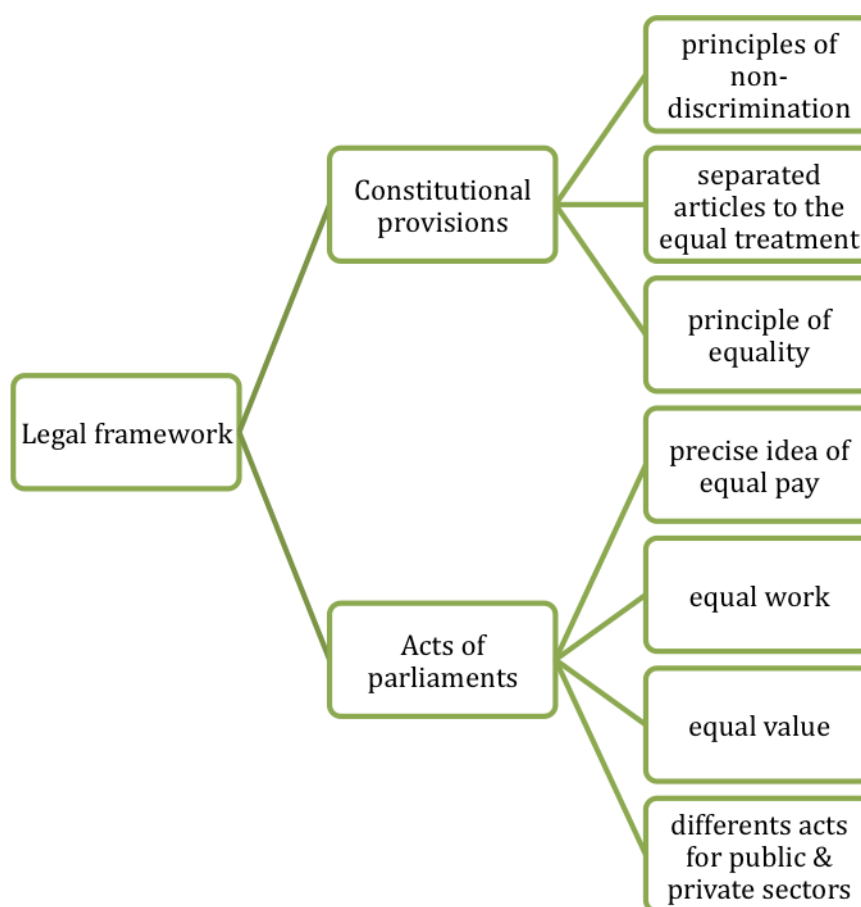 Legal framework
Constitutional
provisions
principles of
non-
discrimination
separated
articles to the
equal treatment
principle of
equality
Acts of
parliaments
precise idea of
equal pay
equal work
equal value
differents acts
for public &
private sectors